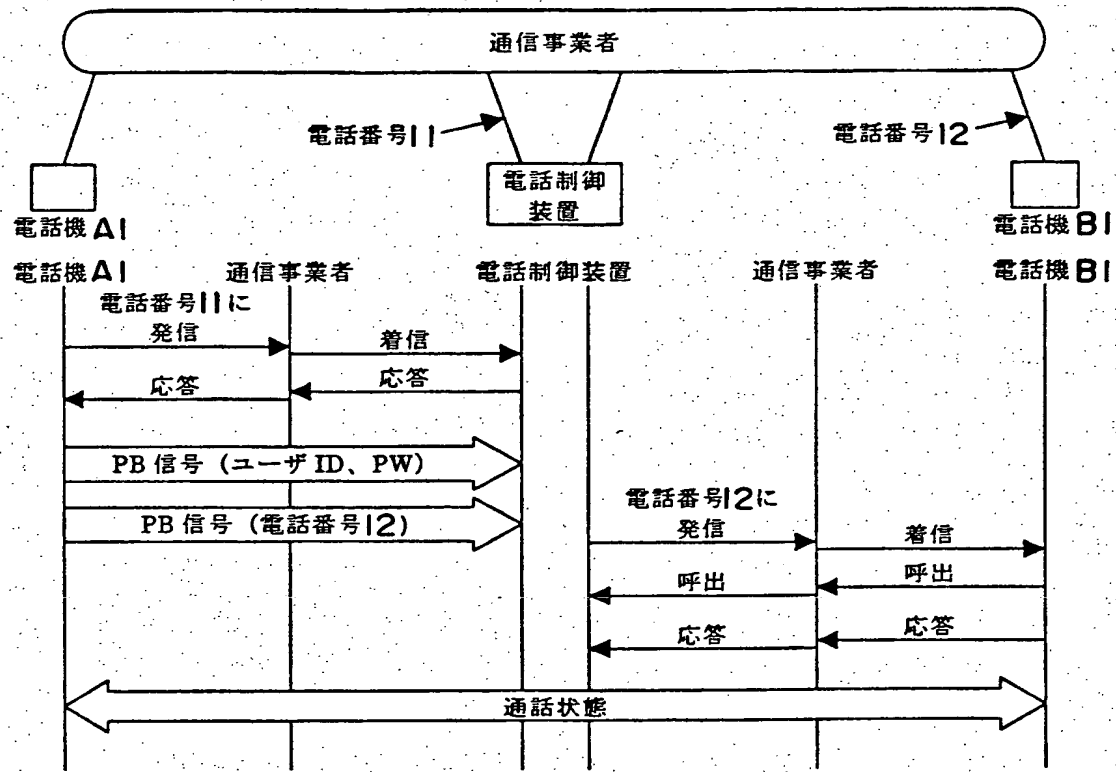 通信事業者
電話番号11
電話番号12
電話制御
装置
電話機A1
電話機B1
電話機A1
通信事業者
電話制御装置
通信事業者
電話機B1
電話番号11に
発信
着信
応答
応答
PB信号（ユーザID、PW）
PB信号（電話番号12）
電話番号12に
発信
着信
呼出
呼出
応答
応答
通話状態